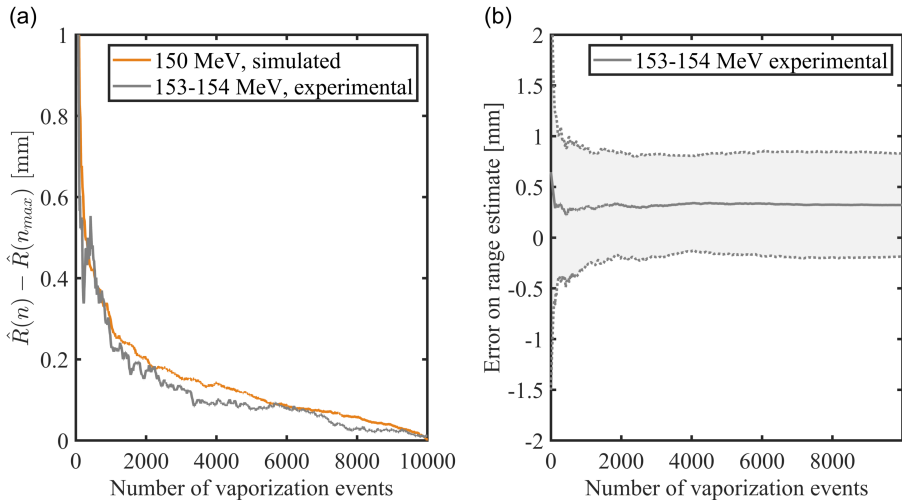 (a)
1
0.8
0.6
0.4
0.2
0
R̂(n) − R̂(n_max) [mm]
150 MeV, simulated
153-154 MeV, experimental
0 2000 4000 6000 8000 10000
Number of vaporization events
(b)
2
1.5
1
0.5
0
-0.5
-1
-1.5
-2
Error on range estimate [mm]
153-154 MeV experimental
0 2000 4000 6000 8000
Number of vaporization events